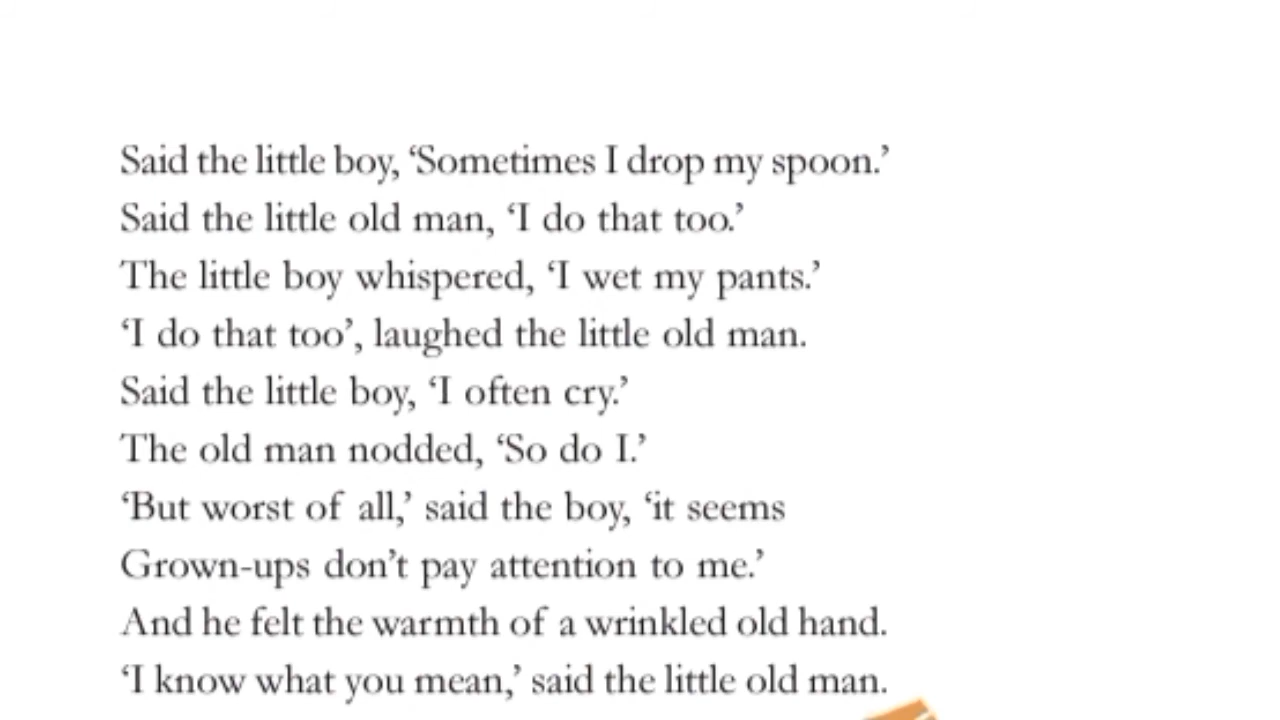 Said the little boy, ‘Sometimes I drop my spoon.’
Said the little old man, ‘I do that too.’
The little boy whispered, ‘I wet my pants.’
‘I do that too’, laughed the little old man.
Said the little boy, ‘I often cry.’
The old man nodded, ‘So do I.’
‘But worst of all,’ said the boy, ‘it seems
Grown-ups don’t pay attention to me.’
And he felt the warmth of a wrinkled old hand.
‘I know what you mean,’ said the little old man.